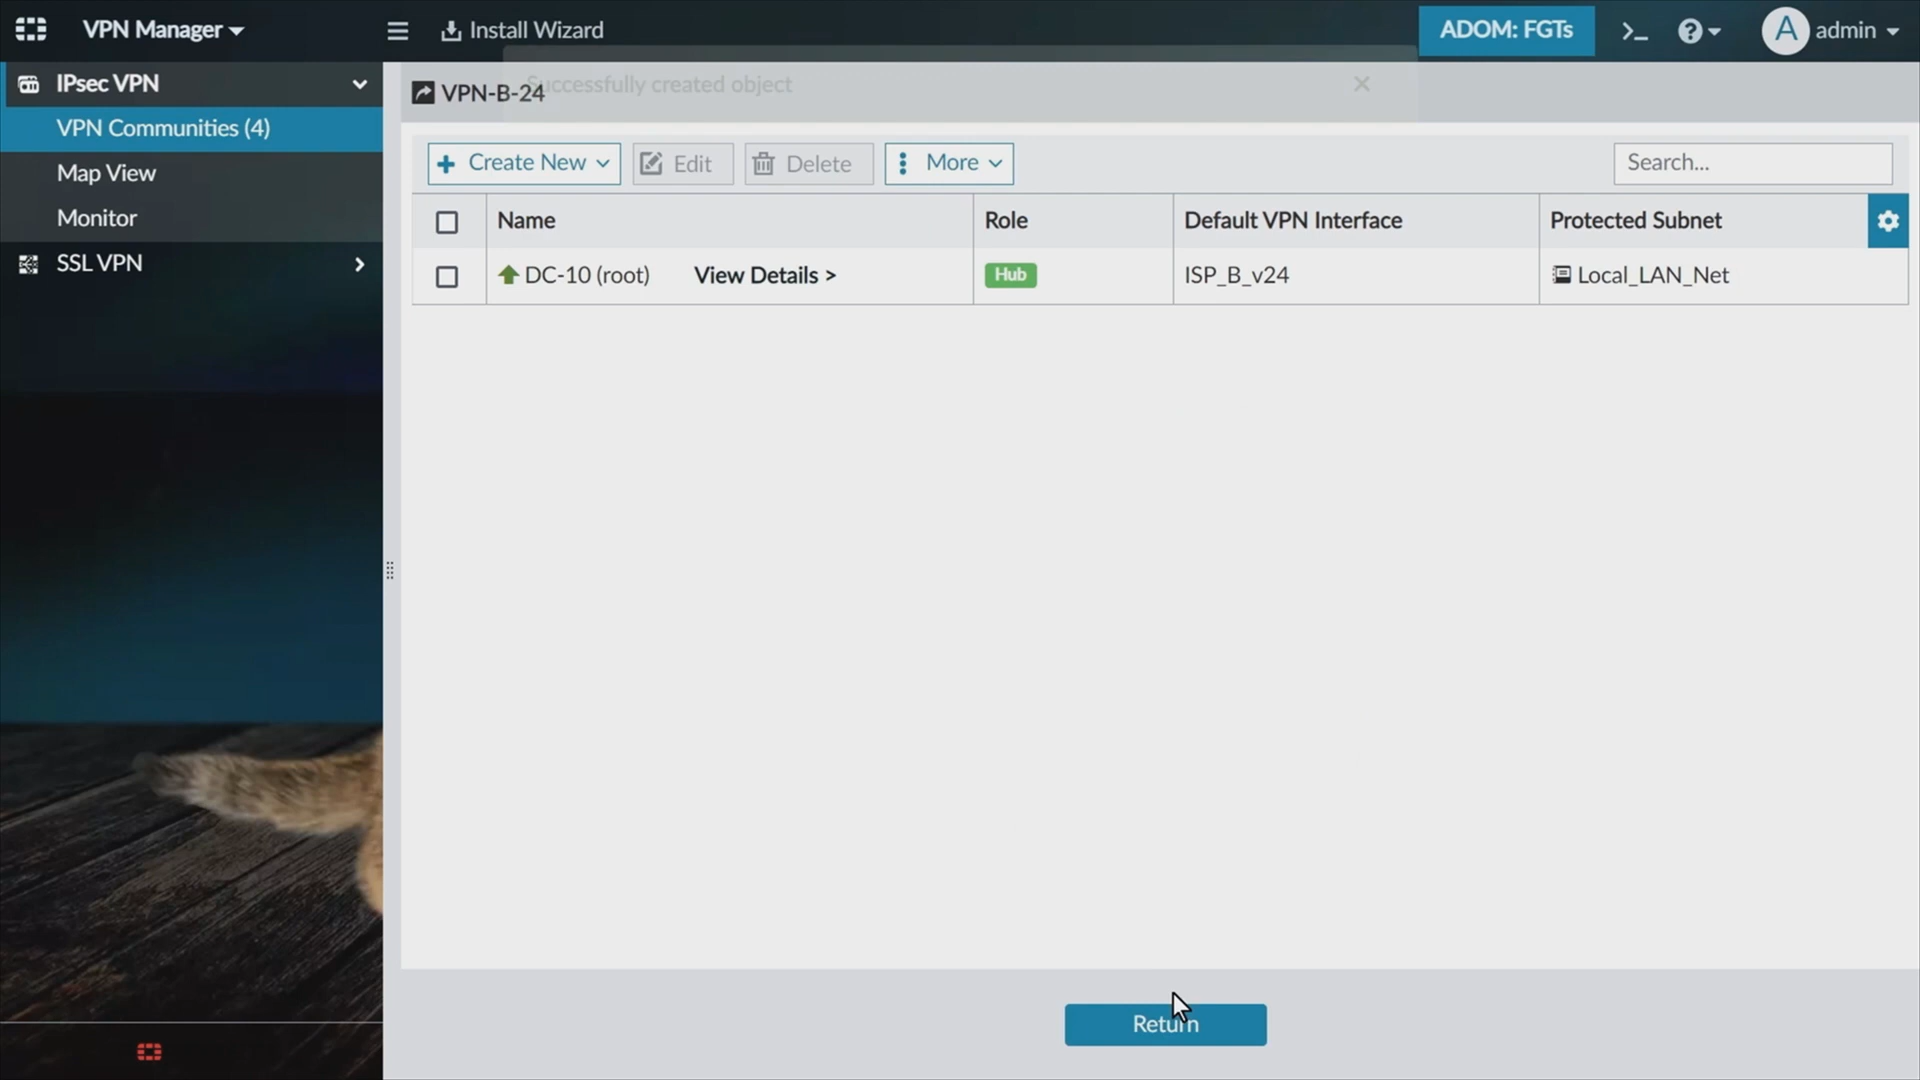 VPN Manager
Install Wizard
ADOM: FGTs
A admin
IPsec VPN
VPN Communities (4)
Map View
Monitor
SSL VPN
VPN-B-24
Successfully created object
Create New
Edit
Delete
More
Search...
Name Role Default VPN Interface Protected Subnet
DC-10 (root) View Details > Hub ISP_B_v24 Local_LAN_Net
Return